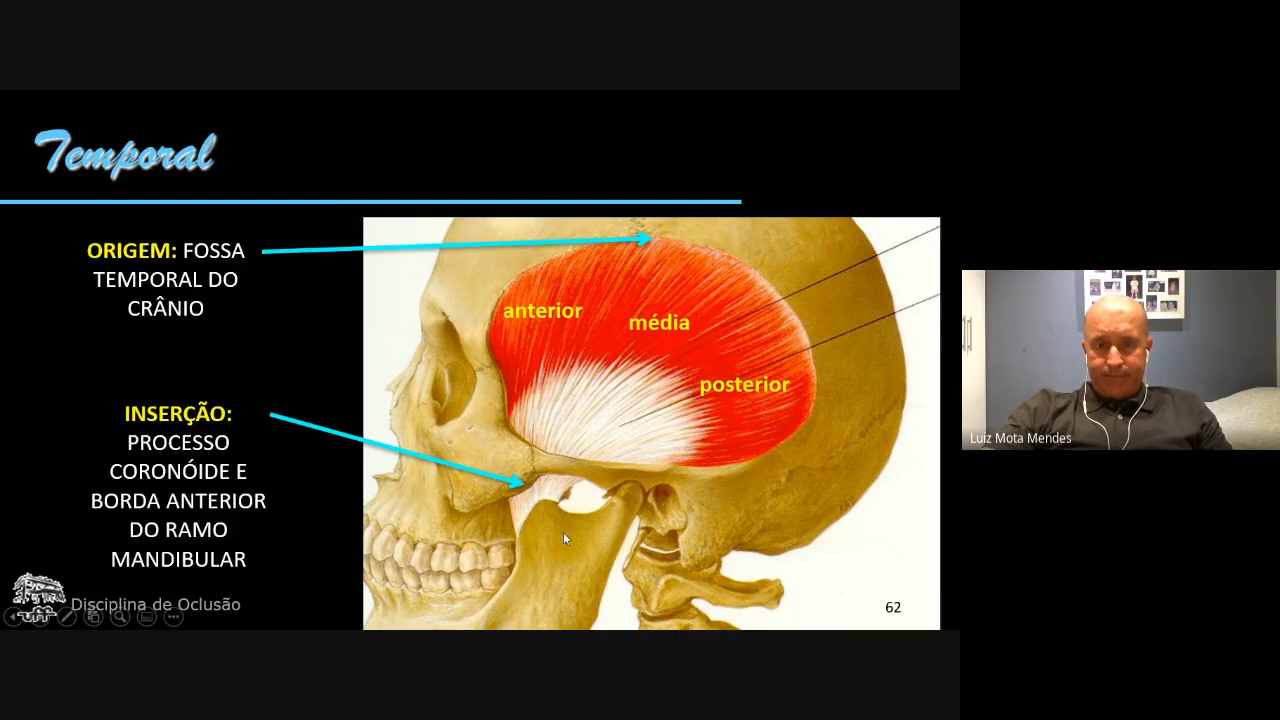 Temporal
ORIGEM: FOSSA
TEMPORAL DO
CRÂNIO
anterior
média
posterior
INSERÇÃO:
PROCESSO
CORONÓIDE E
BORDA ANTERIOR
DO RAMO
MANDIBULAR
Luiz Mota Mendes
uff
Disciplina de Oclusão
62